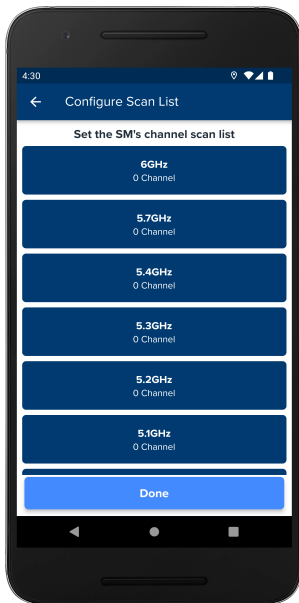 4:30
Configure Scan List
Set the SM's channel scan list
6GHz
0 Channel
5.7GHz
0 Channel
5.4GHz
0 Channel
5.3GHz
0 Channel
5.2GHz
0 Channel
5.1GHz
0 Channel
Done